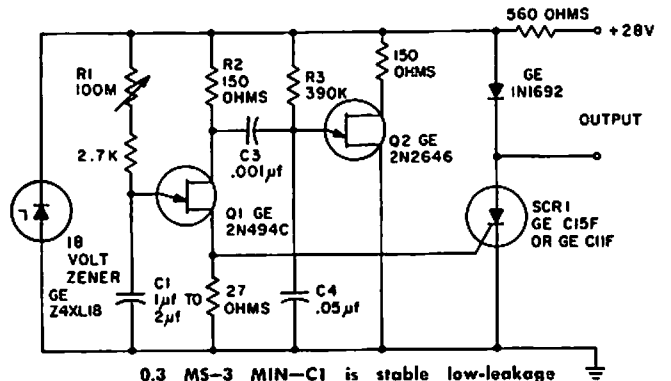 560 OHMS
+28V
R1
100M
R2
150
OHMS
R3
390K
150
OHMS
GE
1N1692
2.7K
C3
.001µf
Q2 GE
2N2646
OUTPUT
Q1 GE
2N494C
SCR1
GE C15F
OR GE C11F
18
VOLT
ZENER
GE
Z4XL18
C1
1µf TO
2µf
27
OHMS
C4
.05µf
0.3 MS–3 MIN–C1 is stable low-leakage